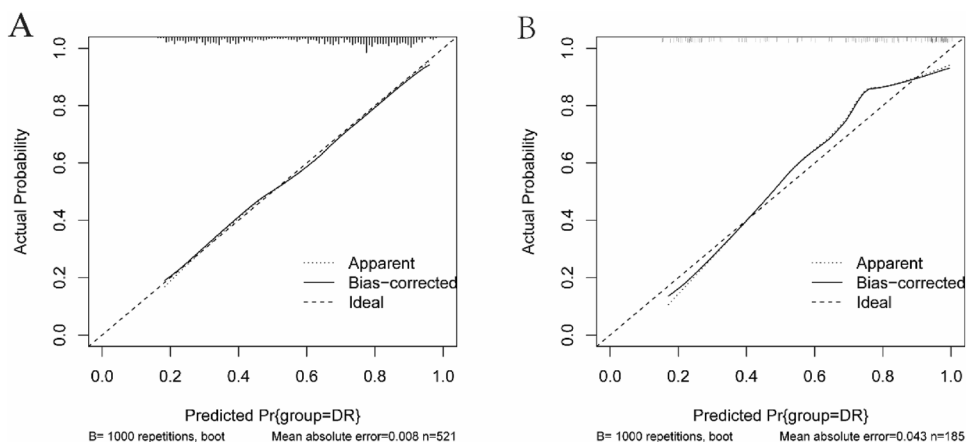 A
Actual Probability
1.0
0.8
0.6
0.4
0.2
0.0
Apparent
Bias-corrected
Ideal
0.0 0.2 0.4 0.6 0.8 1.0
Predicted Pr{group=DR}
B= 1000 repetitions, boot Mean absolute error=0.008 n=521
B
Actual Probability
1.0
0.8
0.6
0.4
0.2
0.0
Apparent
Bias-corrected
Ideal
0.0 0.2 0.4 0.6 0.8 1.0
Predicted Pr{group=DR}
B= 1000 repetitions, boot Mean absolute error=0.043 n=185